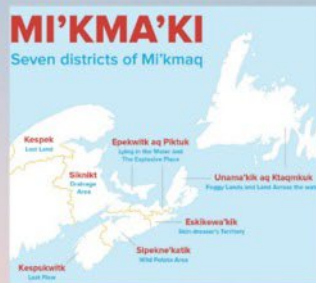 MI'KMA'KI
Seven districts of Mi'kmaq
Kespek
Last Land
Epekwitk aq Piktuk
Lying in the Water and
The Explosive Place
Siknikt
Drainage
Area
Unama'kik aq Ktaqmkuk
Foggy Lands and Land Across the water
Eskikewa'kik
Skin-dresser's Territory
Sipekne'katik
Wild Potato Area
Kespukwitk
Last Flow